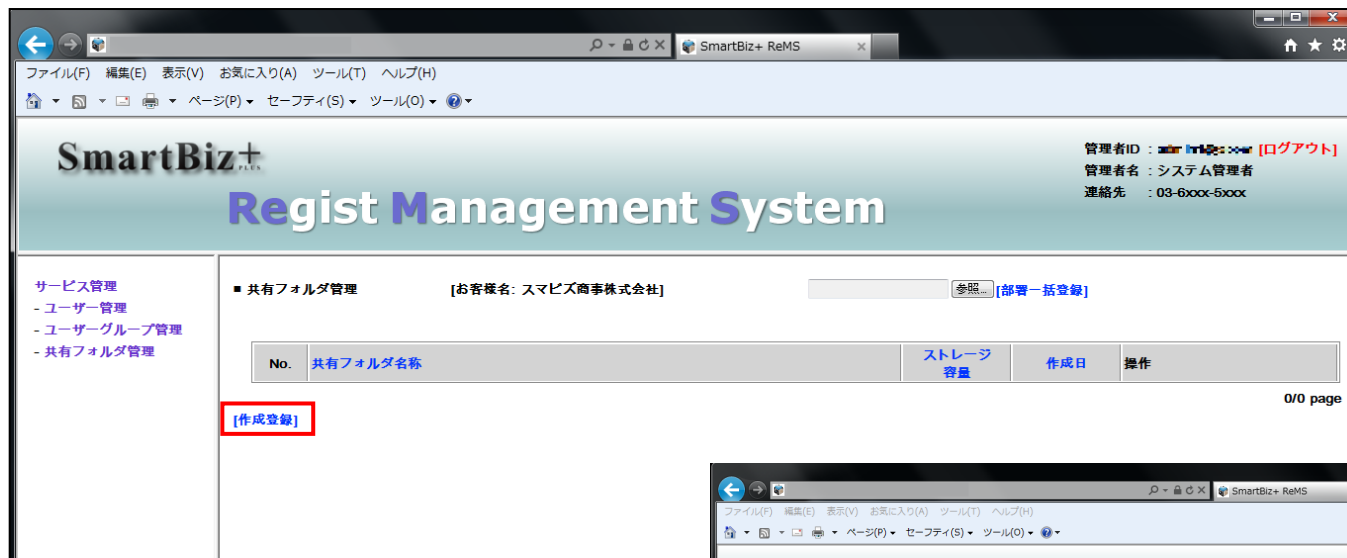 SmartBiz+ ReMS
ファイル(F) 編集(E) 表示(V) お気に入り(A) ツール(T) ヘルプ(H)
ページ(P) セーフティ(S) ツール(O)
SmartBiz+
PLUS
Regist Management System
管理者ID : [ログアウト]
管理者名 : システム管理者
連絡先 : 03-6xxx-5xxx
サービス管理
- ユーザー管理
- ユーザーグループ管理
- 共有フォルダ管理
■ 共有フォルダ管理 [お客様名: スマビズ商事株式会社] 参照... [部署一括登録]
No. 共有フォルダ名称 ストレージ容量 作成日 操作
0/0 page
[作成登録]
SmartBiz+ ReMS
ファイル(F) 編集(E) 表示(V) お気に入り(A) ツール(T) ヘルプ(H)
ページ(P) セーフティ(S) ツール(O)